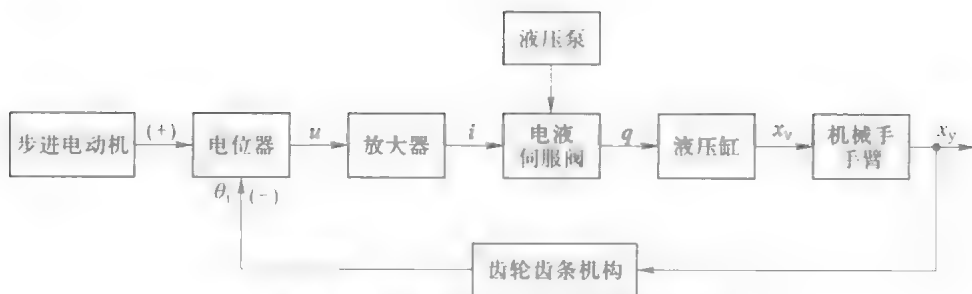 液压泵
步进电动机
(+)
电位器
u
放大器
i
电液
伺服阀
q
液压缸
x_v
机械手
手臂
x_y
θ_1
(-)
齿轮齿条机构